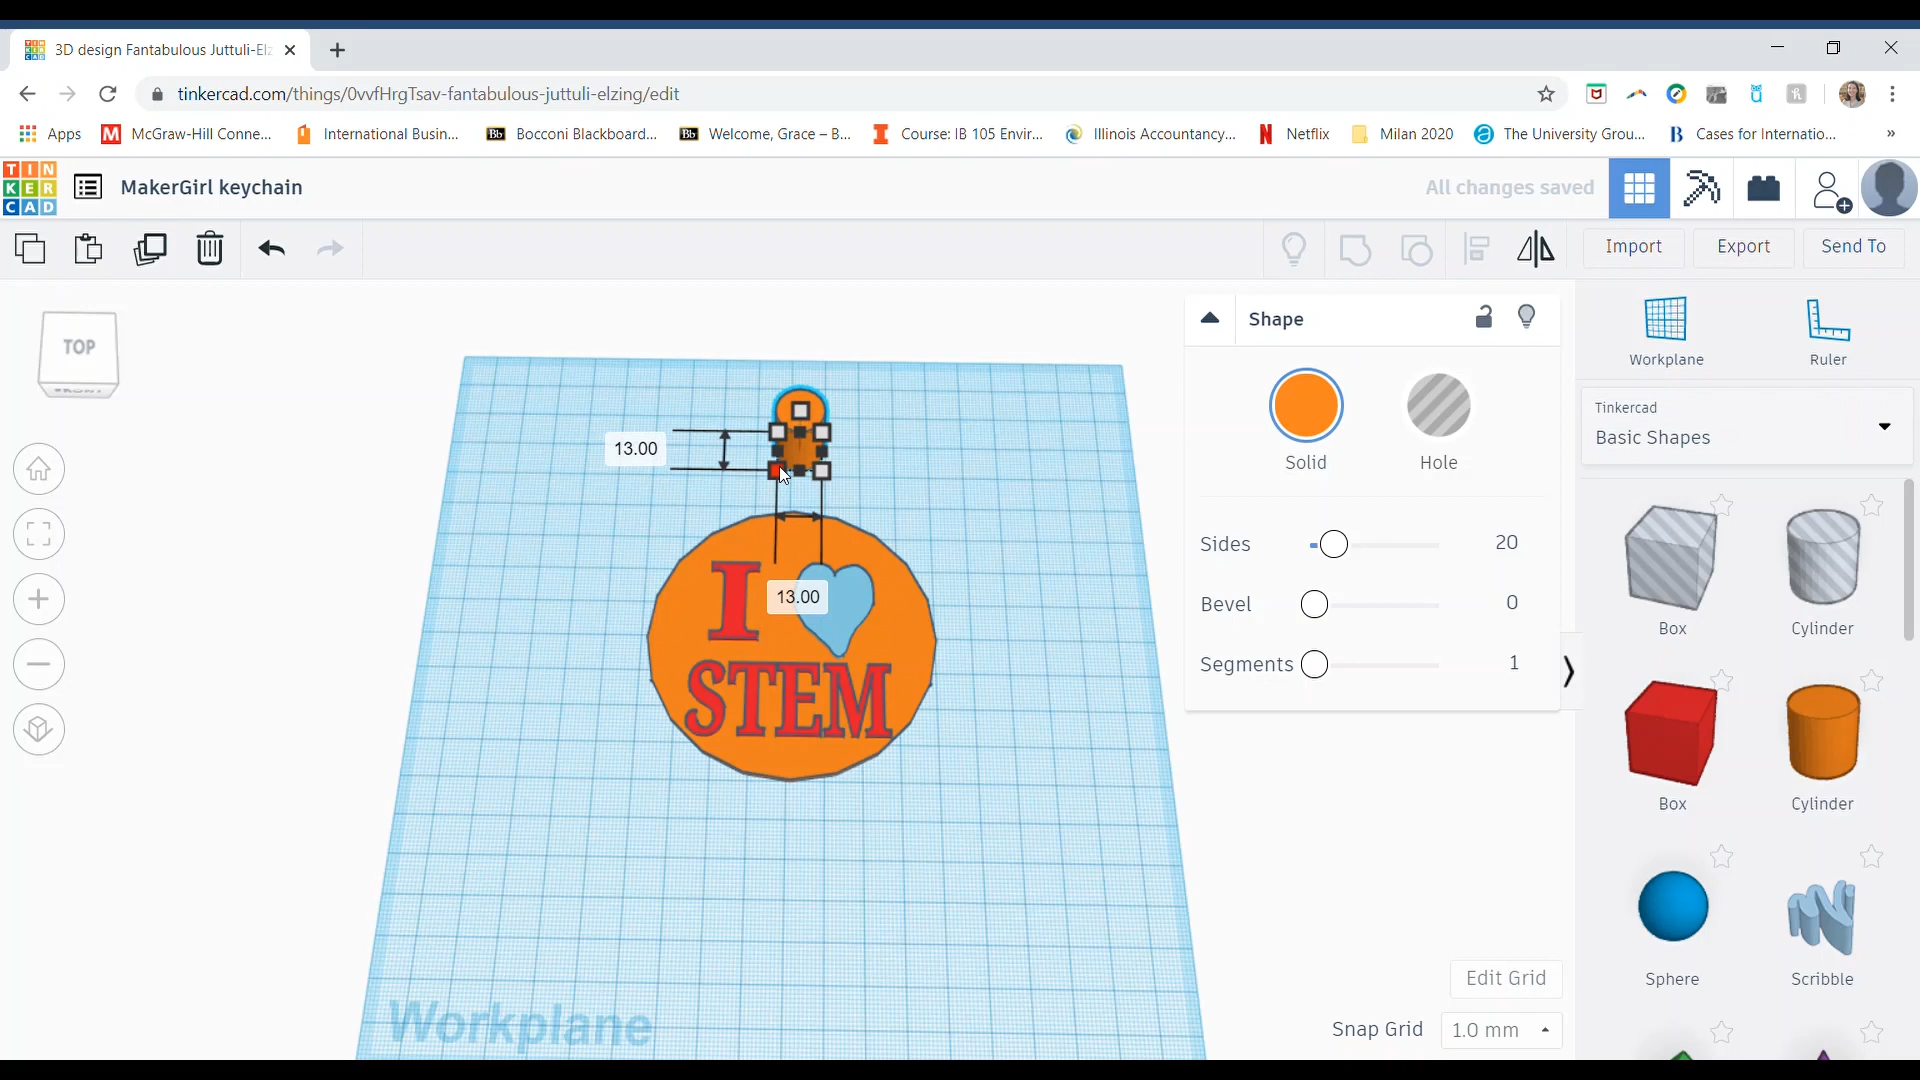 3D design Fantabulous Juttuli-Elz
tinkercad.com/things/0vvfHrgTsav-fantabulous-juttuli-elzing/edit
Apps McGraw-Hill Conne... International Busin... Bb Bocconi Blackboard... Bb Welcome, Grace – B... Course: IB 105 Envir... Illinois Accountancy... Netflix Milan 2020 The University Grou... Cases for Internatio... »
TIN
KER
CAD
MakerGirl keychain
All changes saved
Import Export Send To
TOP
FRONT
Shape
Solid Hole
Sides 20
Bevel 0
Segments 1
Workplane Ruler
Tinkercad
Basic Shapes
Box Cylinder
Box Cylinder
Sphere Scribble
13.00
13.00
I
STEM
Workplane
Edit Grid
Snap Grid 1.0 mm